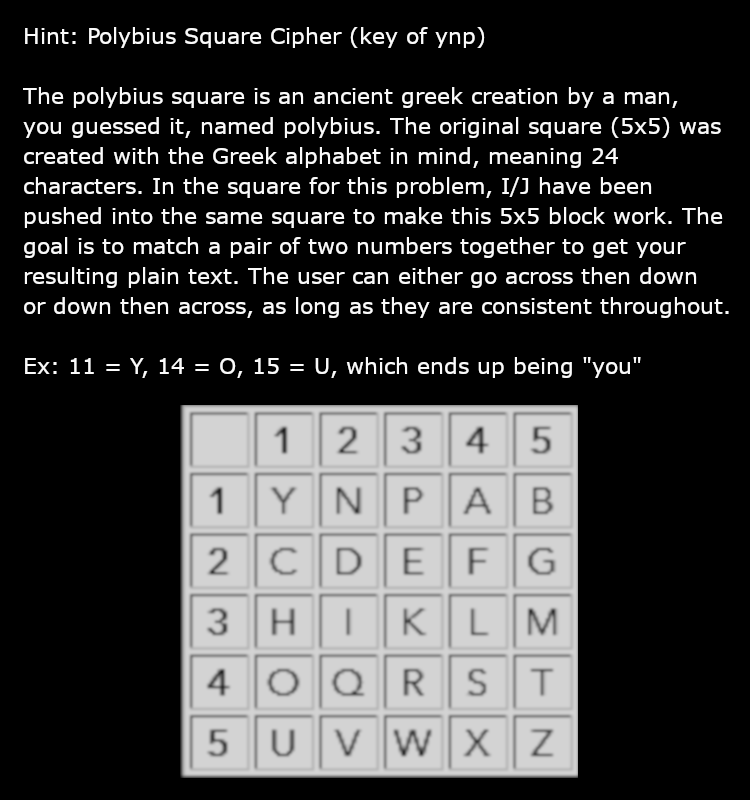 Hint: Polybius Square Cipher (key of ynp)
The polybius square is an ancient greek creation by a man,
you guessed it, named polybius. The original square (5x5) was
created with the Greek alphabet in mind, meaning 24
characters. In the square for this problem, I/J have been
pushed into the same square to make this 5x5 block work. The
goal is to match a pair of two numbers together to get your
resulting plain text. The user can either go across then down
or down then across, as long as they are consistent throughout.
Ex: 11 = Y, 14 = O, 15 = U, which ends up being "you"
1 2 3 4 5
1 Y N P A B
2 C D E F G
3 H I K L M
4 O Q R S T
5 U V W X Z